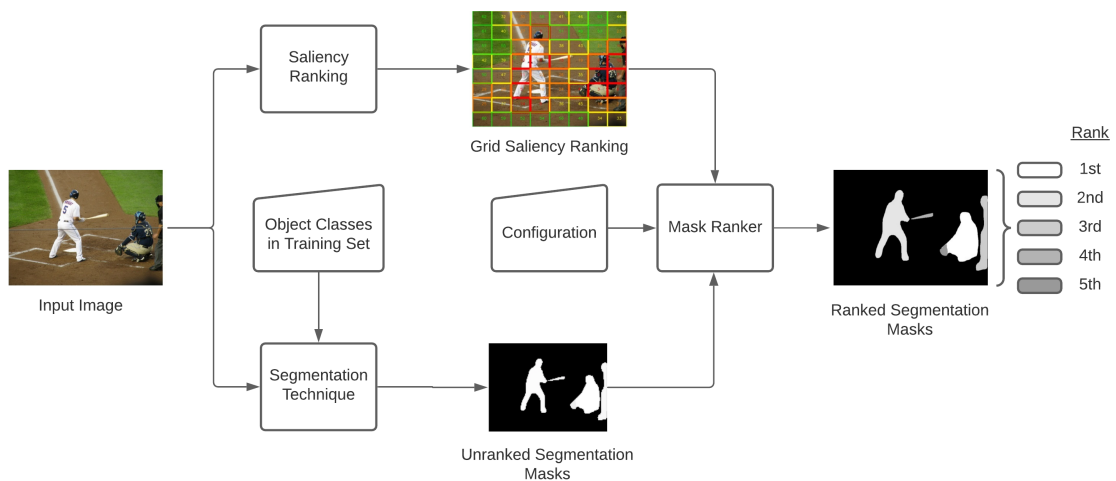 Saliency
Ranking
Grid Saliency Ranking
Rank
1st
2nd
3rd
4th
5th
Object Classes
in Training Set
Configuration
Mask Ranker
Input Image
Ranked Segmentation
Masks
Segmentation
Technique
Unranked Segmentation
Masks